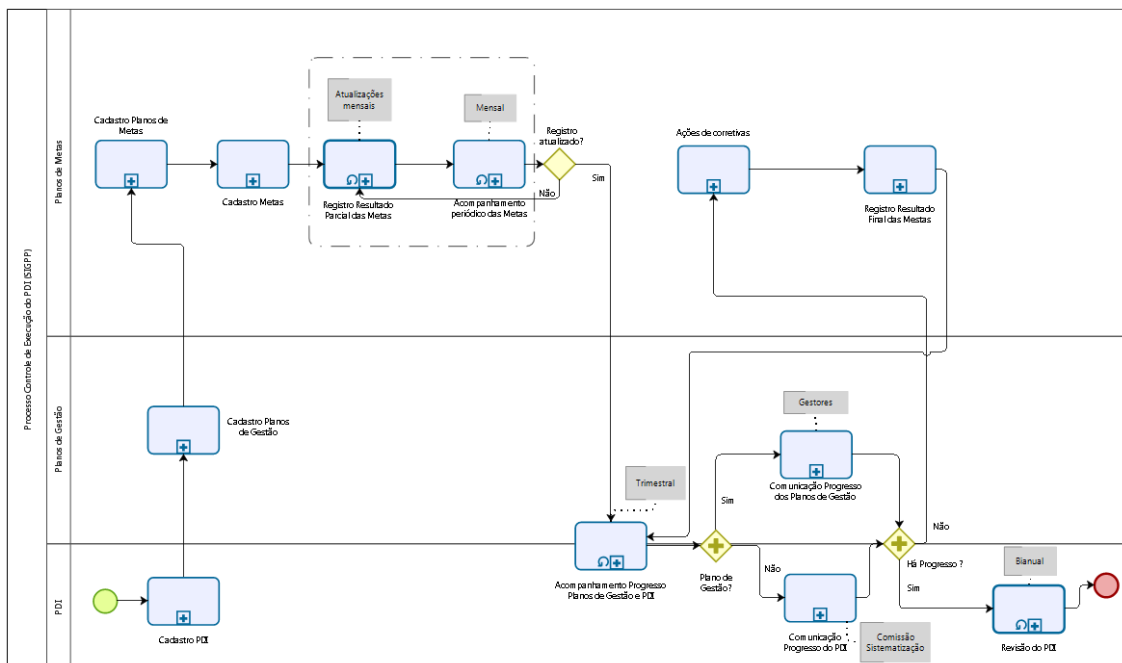 Processo Controle de Execução do PDI (SIGPP)
Planos de Metas
Cadastro Planos de
Metas
Cadastro Metas
Atualizações
mensais
Registro Resultado
Parcial das Metas
Mensal
Acompanhamento
periódico das Metas
Registro
atualizado?
Não
Sim
Ações de corretivas
Registro Resultado
Final das Mestas
Planos de Gestão
Cadastro Planos
de Gestão
Gestores
Comunicação Progresso
dos Planos de Gestão
Trimestral
Sim
Não
PDI
Cadastro PDI
Acompanhamento Progresso
Planos de Gestão e PDI
Plano de
Gestão?
Não
Comunicação
Progresso do PDI
Comissão
Sistematização
Há Progresso ?
Sim
Bianual
Revisão do PDI